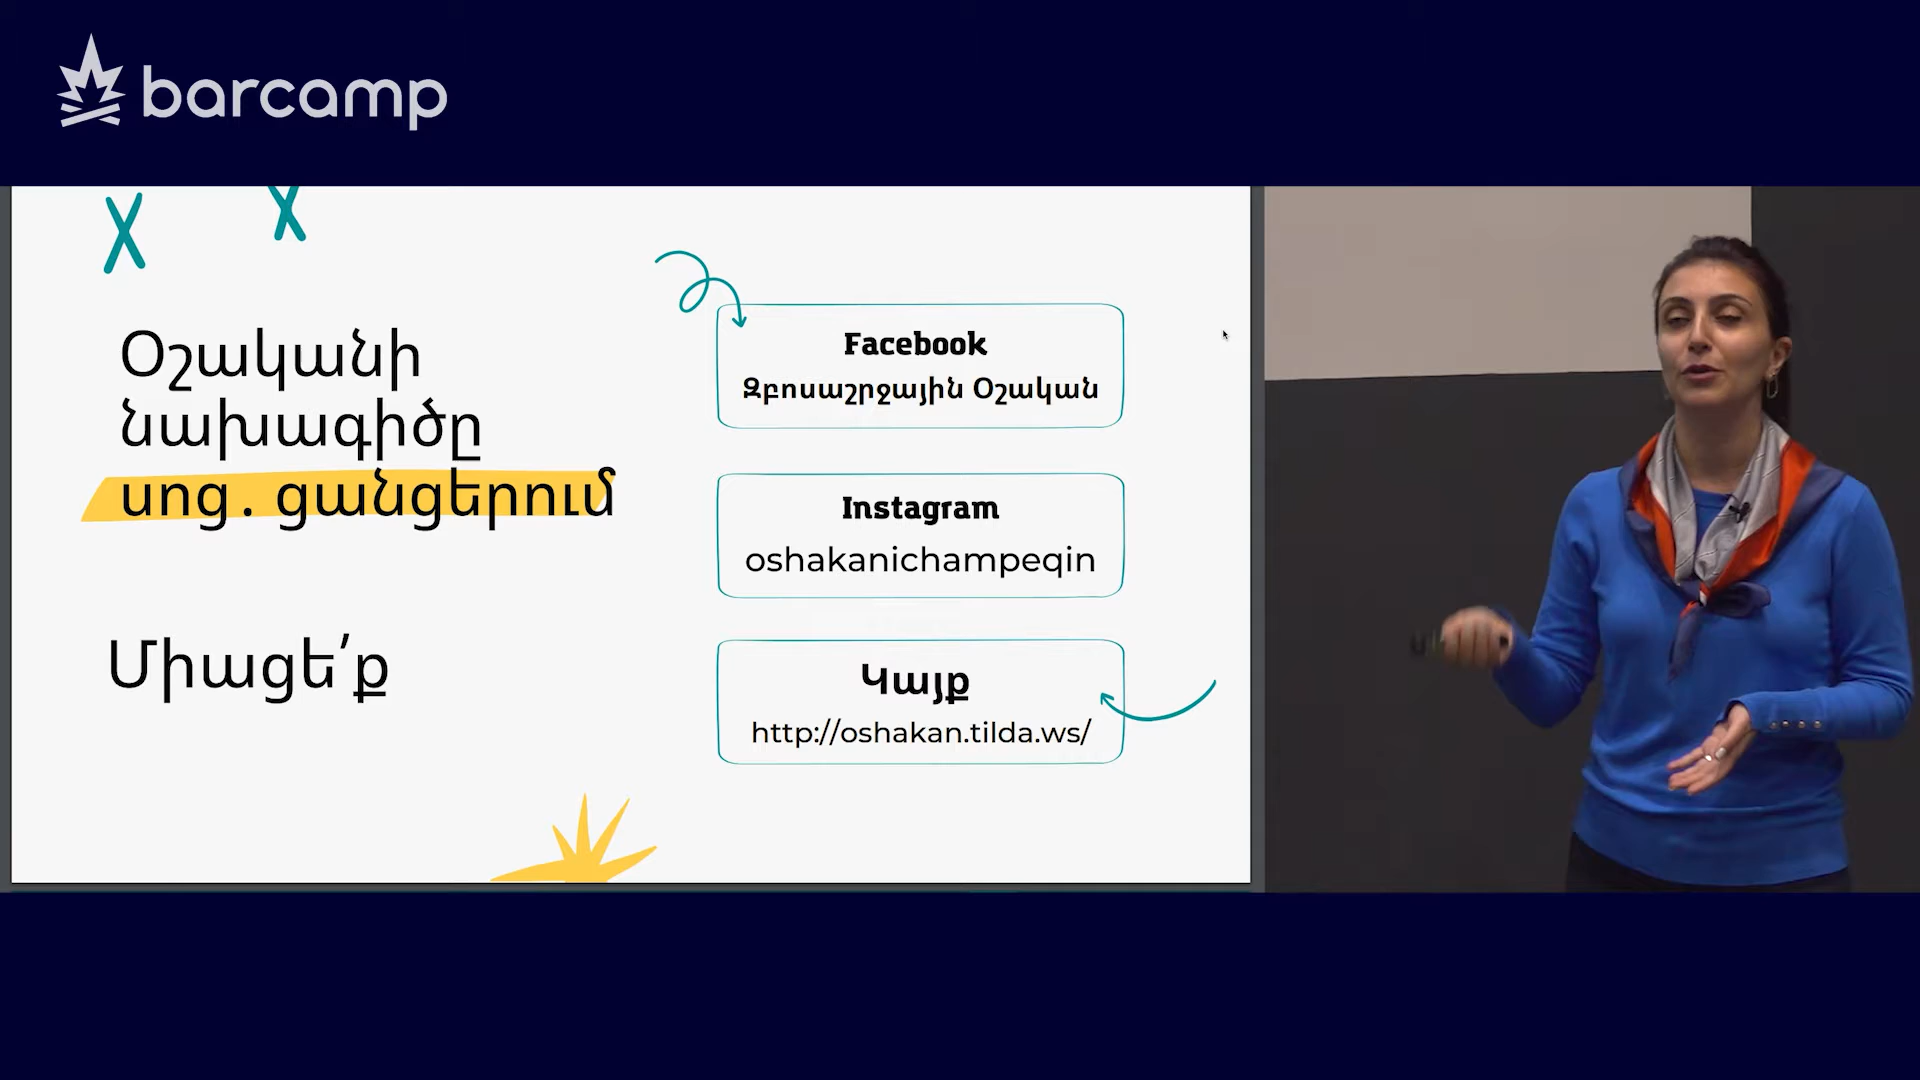 barcamp
Օշականի
նախագիծը
սոց. ցանցերում
Միացե՛ք
Facebook
Զբոսաշրջային Օշական
Instagram
oshakanichampeqin
Կայք
http://oshakan.tilda.ws/